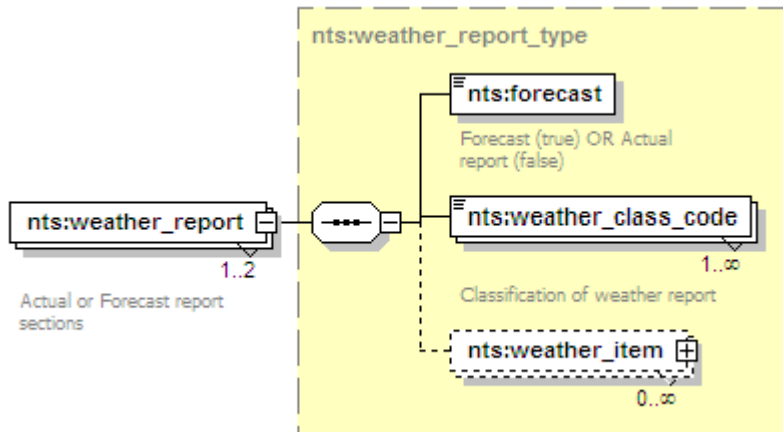 nts:weather_report_type
nts:forecast
Forecast (true) OR Actual
report (false)
nts:weather_report
1..2
Actual or Forecast report
sections
nts:weather_class_code
1..∞
Classification of weather report
nts:weather_item
0..∞